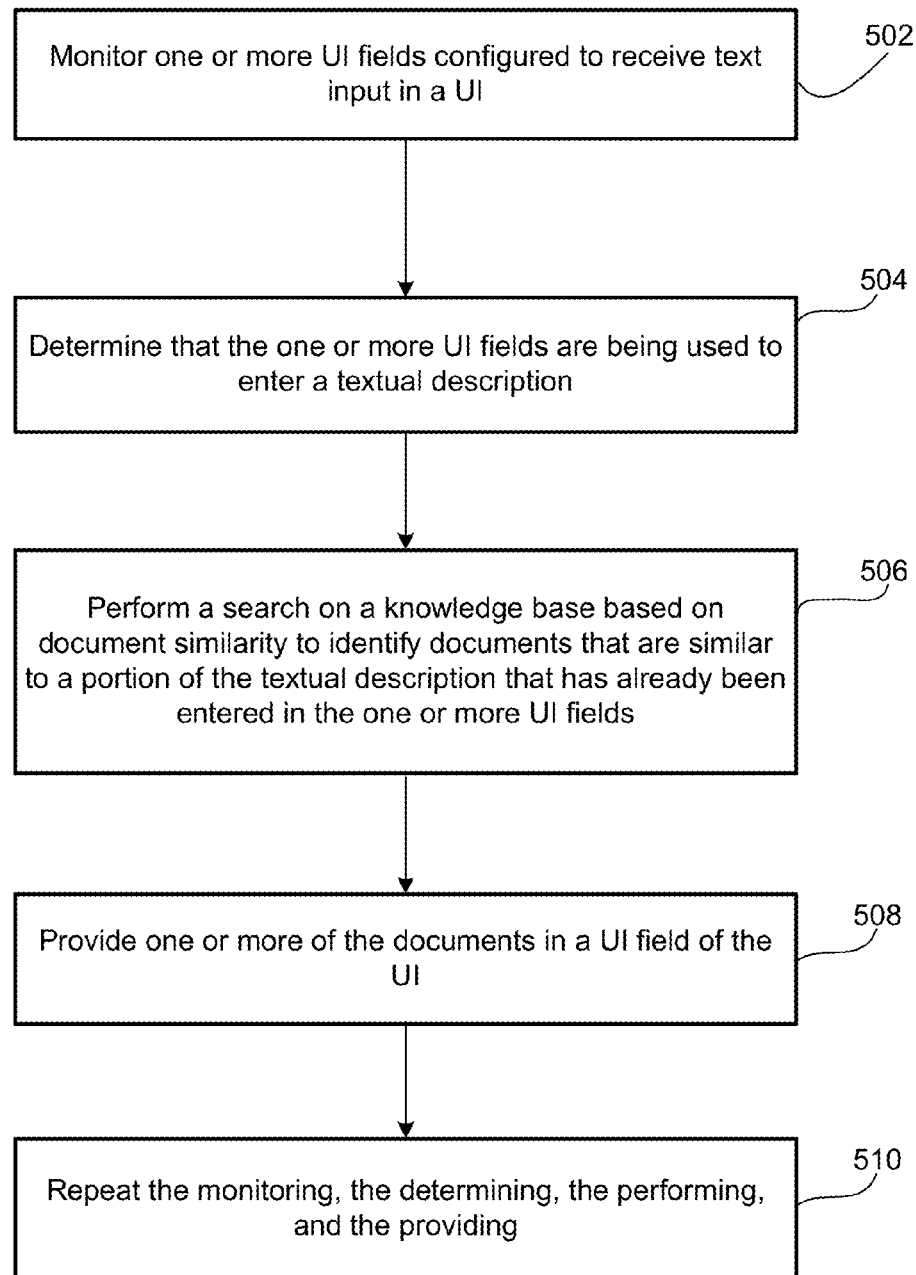 Monitor one or more UI fields configured to receive text
input in a UI
502
Determine that the one or more UI fields are being used to
enter a textual description
504
Perform a search on a knowledge base based on
document similarity to identify documents that are similar
to a portion of the textual description that has already been
entered in the one or more UI fields
506
Provide one or more of the documents in a UI field of the
UI
508
Repeat the monitoring, the determining, the performing,
and the providing
510